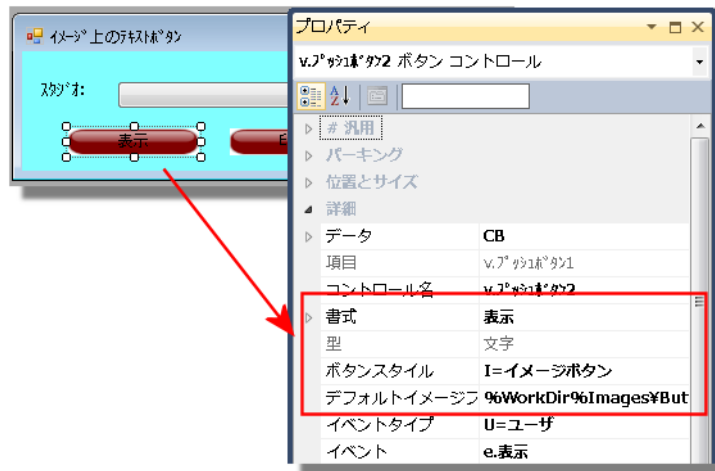 ｲﾒｰｼﾞ上のﾃｷｽﾄﾎﾞﾀﾝ
ｽﾀｼﾞｵ:
表示
プロパティ
v.ﾌﾟｯｼｭﾎﾞﾀﾝ2 ボタン コントロール
# 汎用
パーキング
位置とサイズ
詳細
データ CB
項目 v.ﾌﾟｯｼｭﾎﾞﾀﾝ1
コントロール名 v.ﾌﾟｯｼｭﾎﾞﾀﾝ2
書式 表示
型 文字
ボタンスタイル I=イメージボタン
デフォルトイメージフ %WorkDir%Images¥But
イベントタイプ U=ユーザ
イベント e.表示